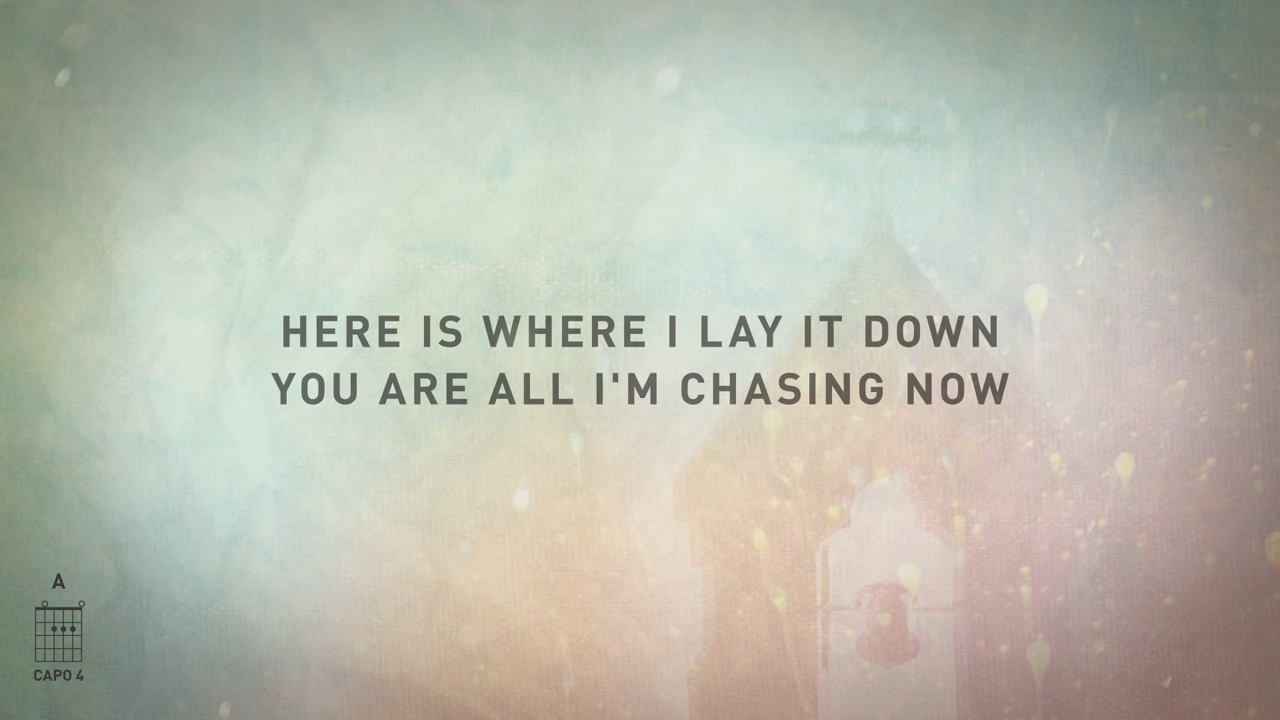 HERE IS WHERE I LAY IT DOWN
YOU ARE ALL I'M CHASING NOW
A
CAPO 4